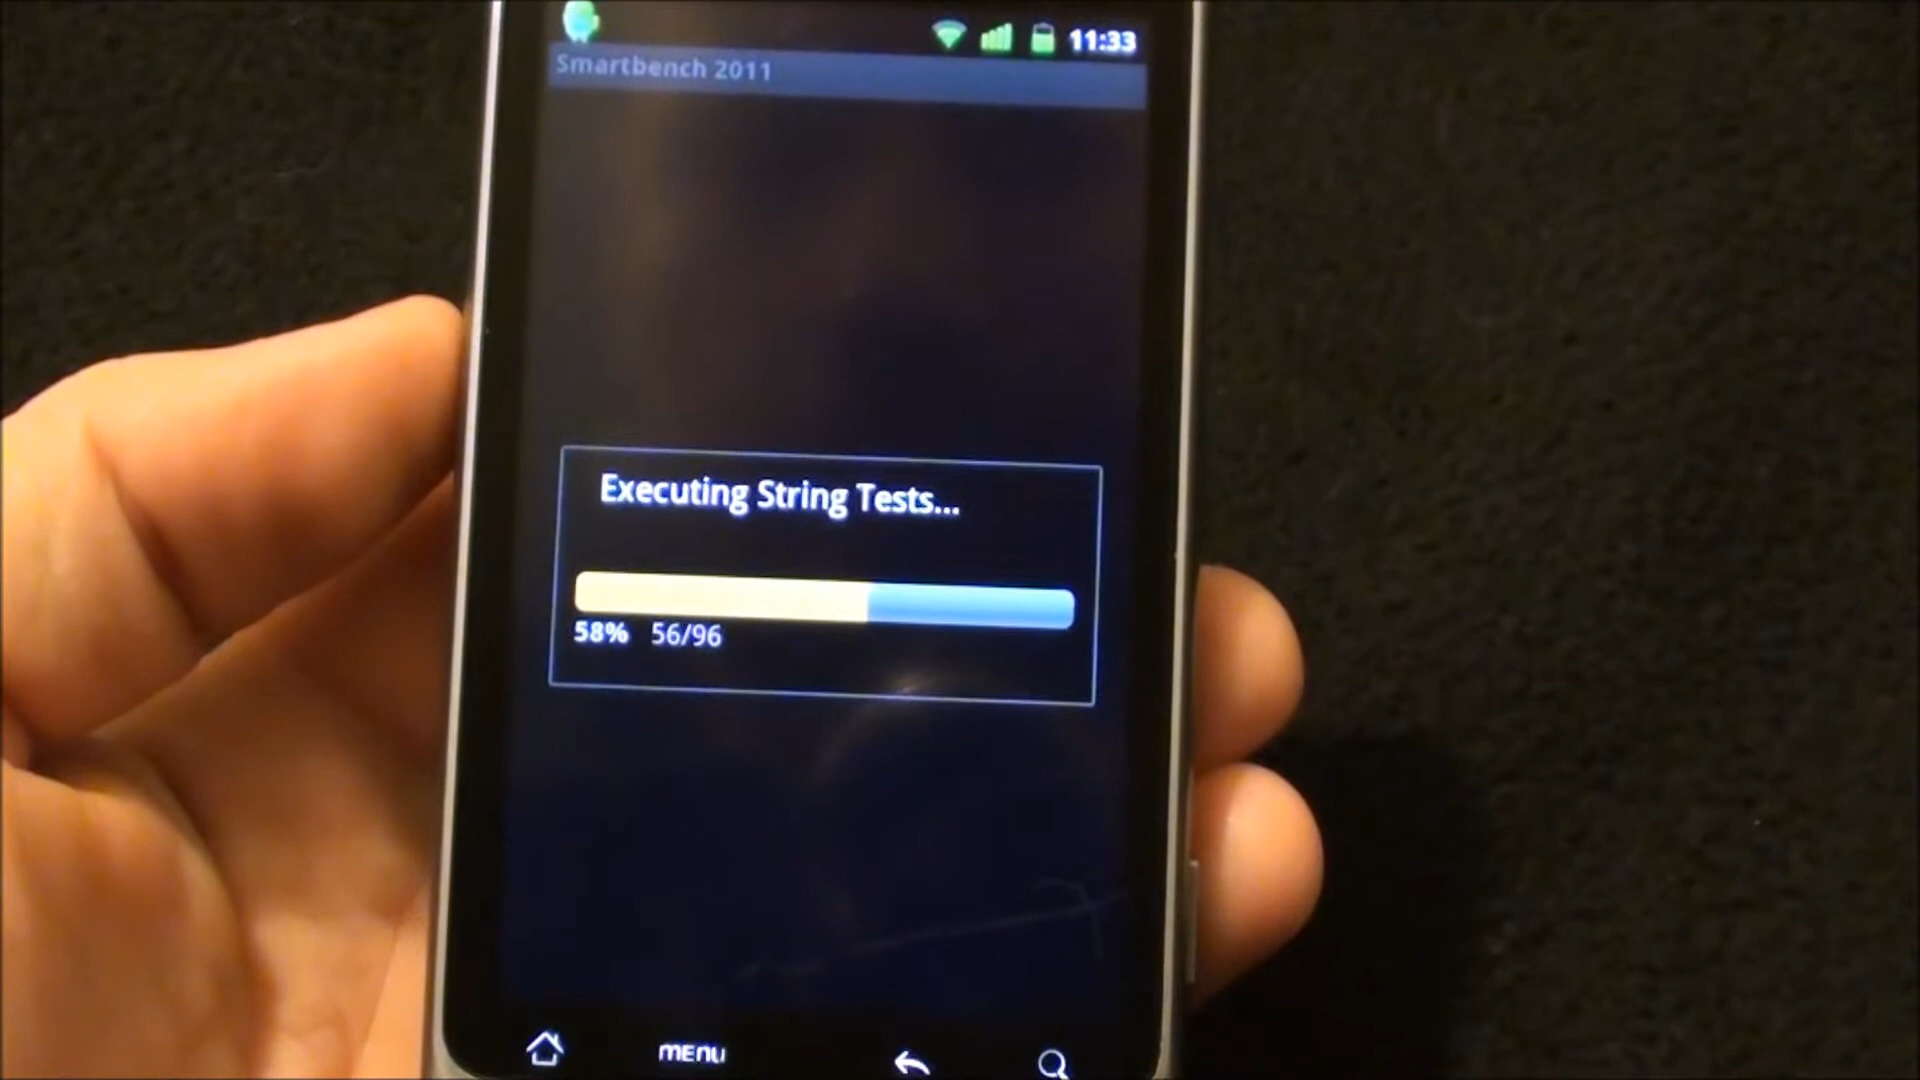 11:33
Smartbench 2011
Executing String Tests...
58% 56/96
menu